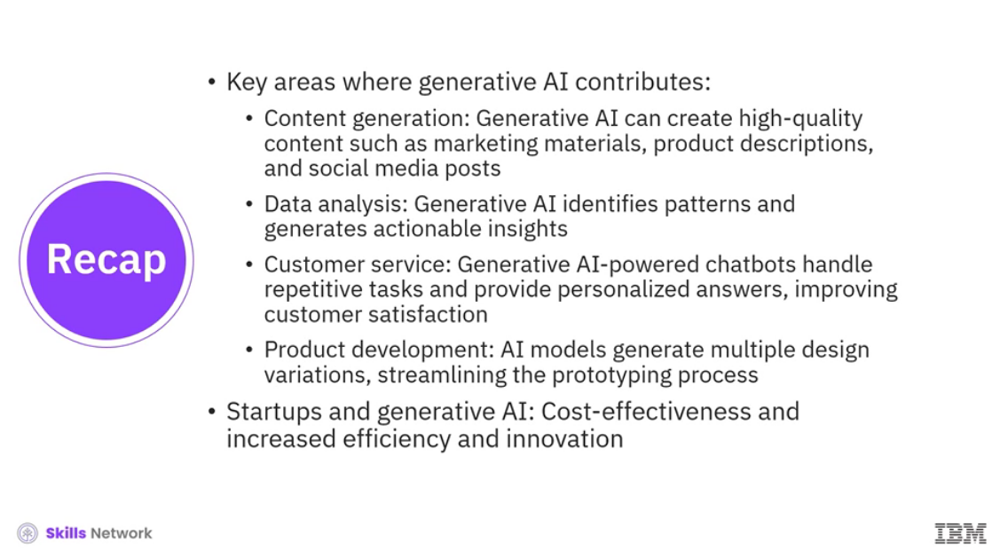 Recap
• Key areas where generative AI contributes:
• Content generation: Generative AI can create high-quality
content such as marketing materials, product descriptions,
and social media posts
• Data analysis: Generative AI identifies patterns and
generates actionable insights
• Customer service: Generative AI-powered chatbots handle
repetitive tasks and provide personalized answers, improving
customer satisfaction
• Product development: AI models generate multiple design
variations, streamlining the prototyping process
• Startups and generative AI: Cost-effectiveness and
increased efficiency and innovation
Skills Network
IBM